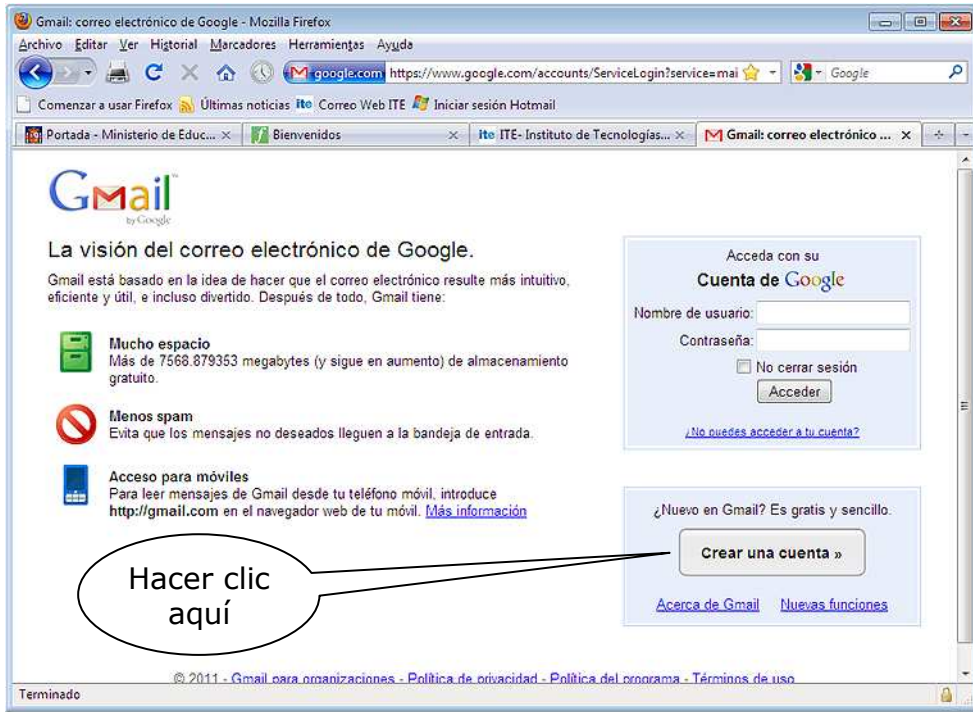 Gmail: correo electrónico de Google - Mozilla Firefox
Archivo Editar Ver Historial Marcadores Herramientas Ayuda
google.com https://www.google.com/accounts/ServiceLogin?service=mai Google
Comenzar a usar Firefox Últimas noticias ite Correo Web ITE Iniciar sesión Hotmail
Portada - Ministerio de Educ... Bienvenidos ite ITE- Instituto de Tecnologías... Gmail: correo electrónico ...
Gmail™
by Google
La visión del correo electrónico de Google.
Gmail está basado en la idea de hacer que el correo electrónico resulte más intuitivo,
eficiente y útil, e incluso divertido. Después de todo, Gmail tiene:
Mucho espacio
Más de 7568.879353 megabytes (y sigue en aumento) de almacenamiento
gratuito.
Menos spam
Evita que los mensajes no deseados lleguen a la bandeja de entrada.
Acceso para móviles
Para leer mensajes de Gmail desde tu teléfono móvil, introduce
http://gmail.com en el navegador web de tu móvil. Más información
Acceda con su
Cuenta de Google
Nombre de usuario:
Contraseña:
No cerrar sesión
Acceder
¿No puedes acceder a tu cuenta?
¿Nuevo en Gmail? Es gratis y sencillo.
Crear una cuenta »
Acerca de Gmail Nuevas funciones
Hacer clic
aquí
© 2011 - Gmail para organizaciones - Política de privacidad - Política del programa - Términos de uso
Terminado